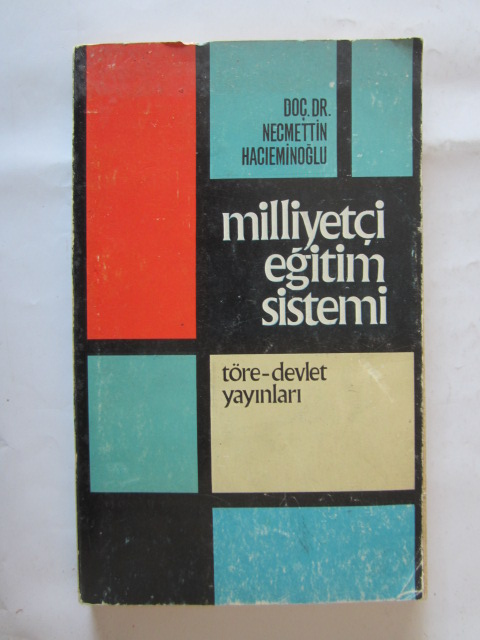 DOÇ. DR.
NECMETTİN
HACIEMİNOĞLU
milliyetçi
eğitim
sistemi
töre-devlet
yayınları